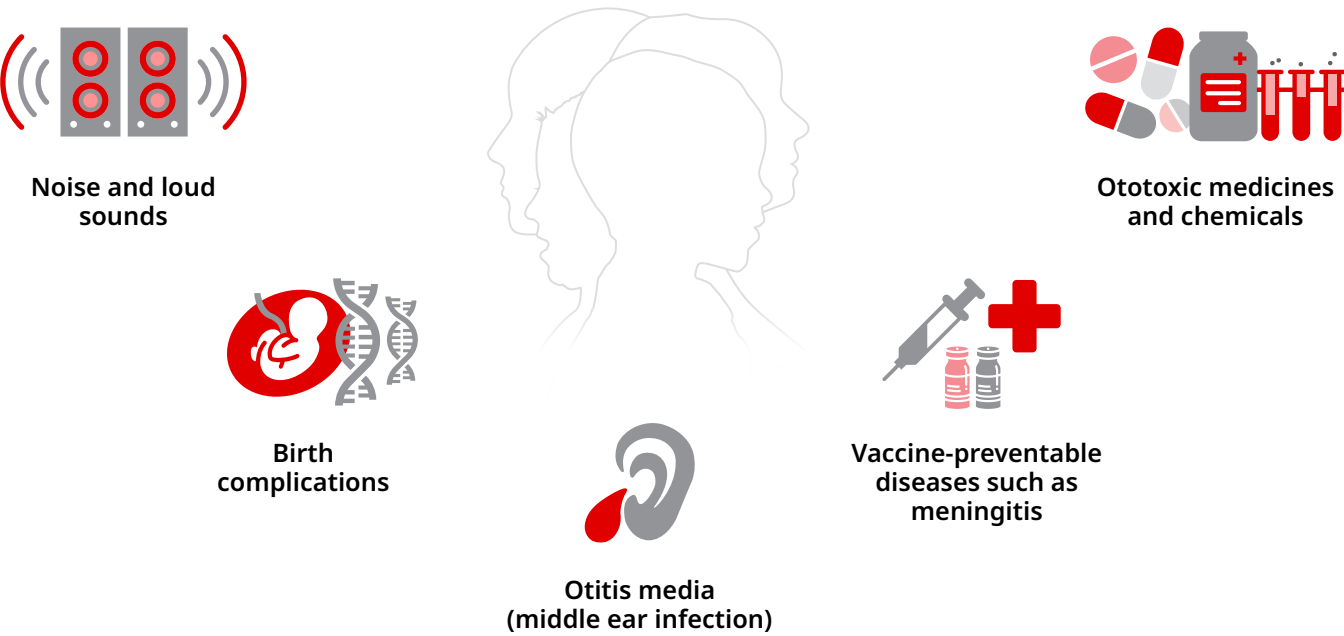 Noise and loud
sounds
Ototoxic medicines
and chemicals
Birth
complications
Vaccine-preventable
diseases such as
meningitis
Otitis media
(middle ear infection)